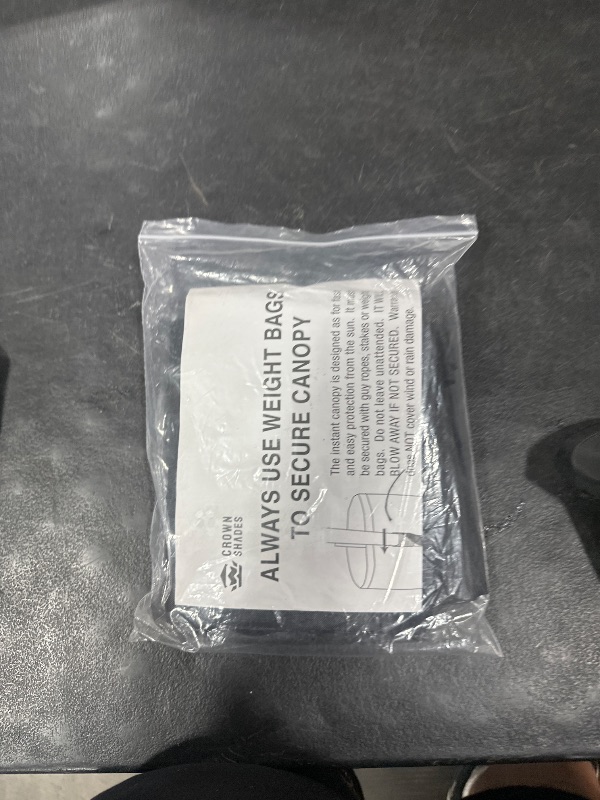 CROWN
SHADES
ALWAYS USE WEIGHT BAGS
TO SECURE CANOPY
The instant canopy is designed as for
and easy protection from the sun. It
be secured with guy ropes, stakes or
bags. Do not leave unattended. IT
BLOW AWAY IF NOT SECURED.
does NOT cover wind or rain damage.